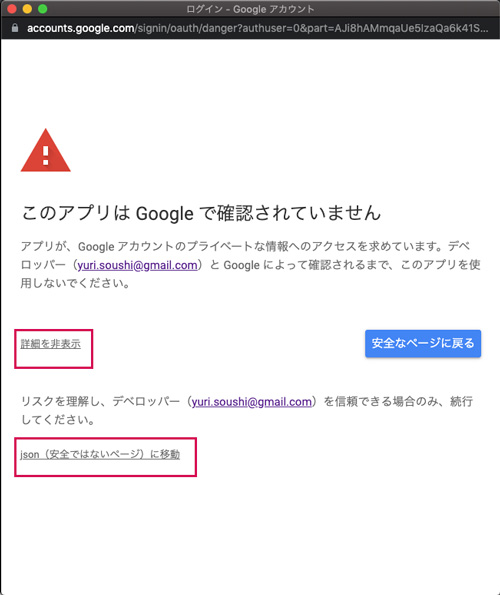 ログイン - Google アカウント
accounts.google.com/signin/oauth/danger?authuser=0&part=AJi8hAMmqaUe5IzaQa6k41S...
このアプリは Google で確認されていません
アプリが、Google アカウントのプライベートな情報へのアクセスを求めています。デベ
ロッパー（yuri.soushi@gmail.com）と Google によって確認されるまで、このアプリを使
用しないでください。
詳細を非表示
安全なページに戻る
リスクを理解し、デベロッパー（yuri.soushi@gmail.com）を信頼できる場合のみ、続行
してください。
json（安全ではないページ）に移動